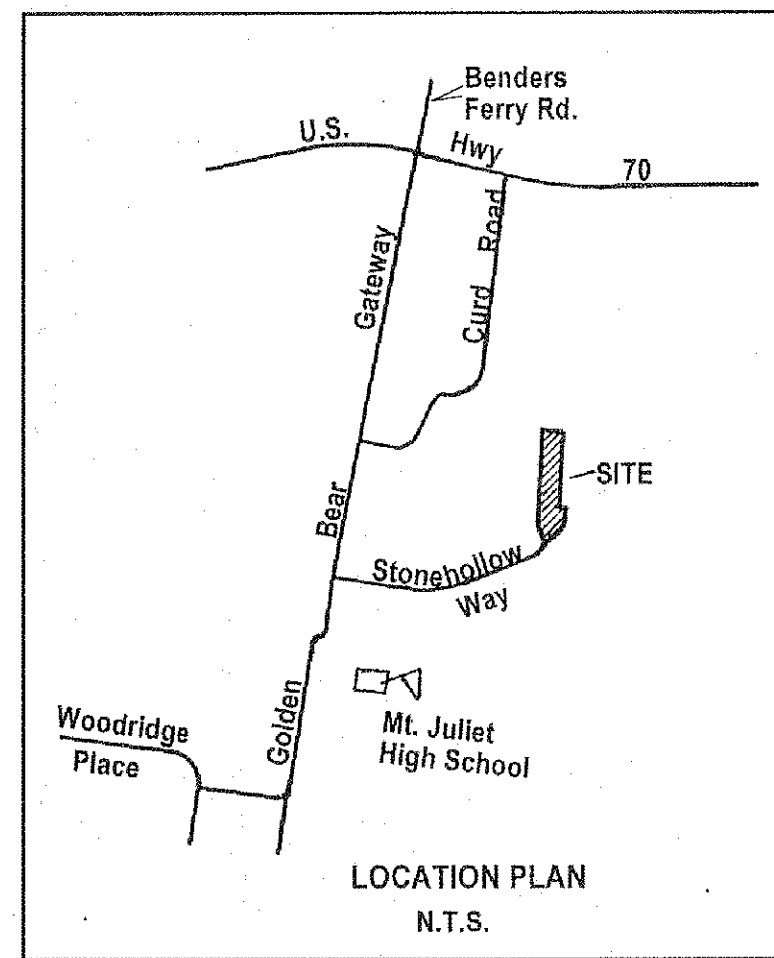 Benders
Ferry Rd.
U.S. Hwy 70
Curd Road
Golden Bear Gateway
SITE
Stonehollow
Way
Mt. Juliet
High School
Woodridge
Place
LOCATION PLAN
N.T.S.